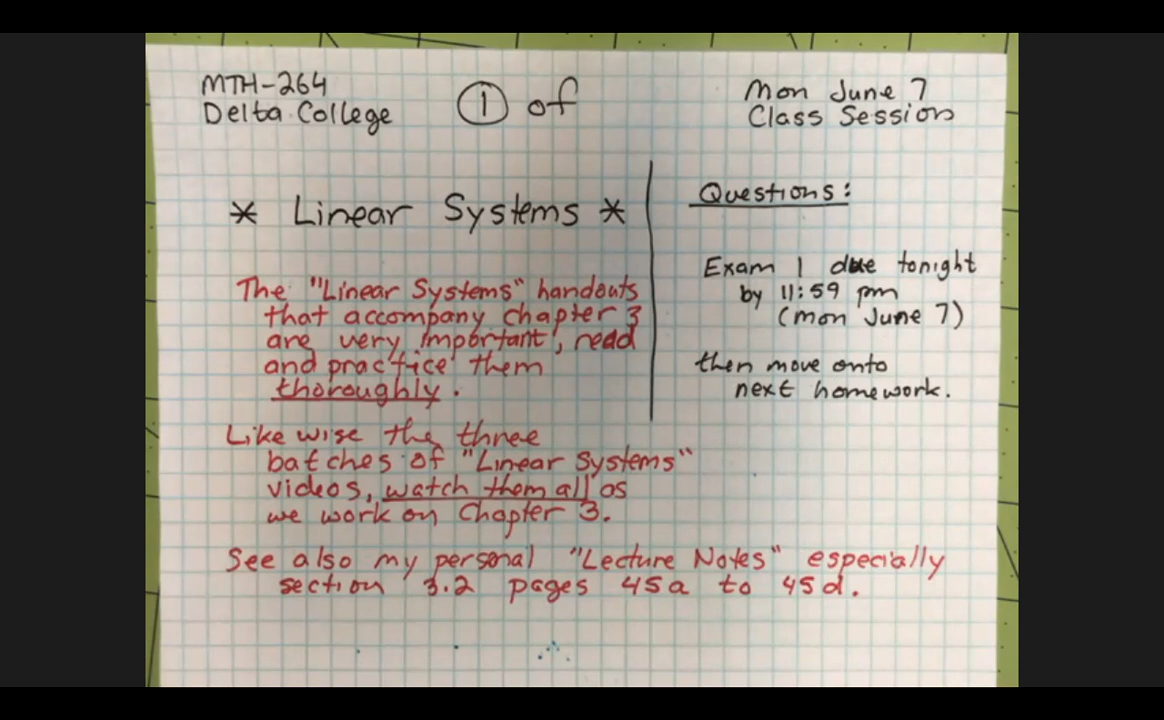 MTH-264
Delta College
1 of
Mon June 7
Class Session
* Linear Systems *
The "Linear Systems" handouts
that accompany chapter 3
are very important, read
and practice them
thoroughly.
Questions:
Exam 1 due tonight
by 11:59 pm
(mon June 7)
then move onto
next homework.
Likewise the three
batches of "Linear Systems"
videos, watch them all as
we work on Chapter 3.
See also my personal "Lecture Notes" especially
section 3.2 pages 45a to 45d.